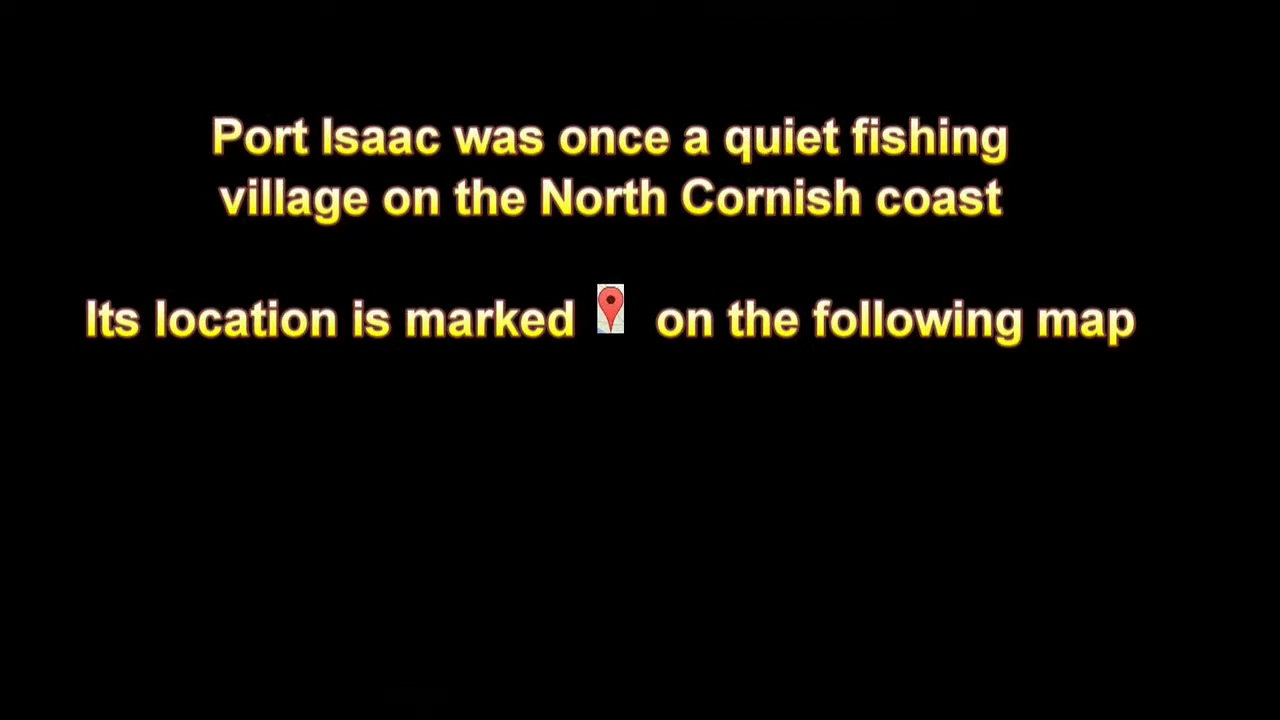 Port Isaac was once a quiet fishing
village on the North Cornish coast
Its location is marked on the following map